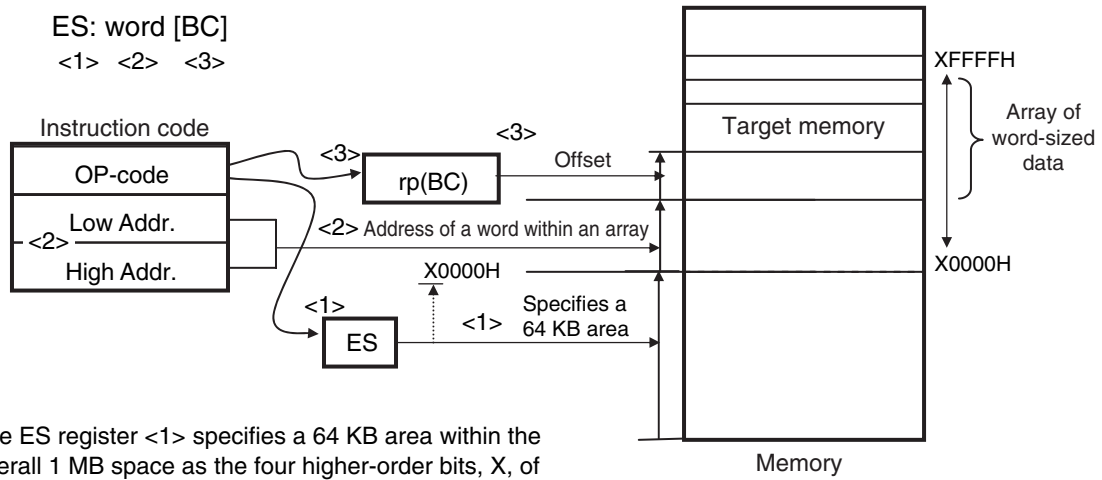 ES: word [BC]
<1> <2> <3>
Instruction code
OP-code
Low Addr.
<2>
High Addr.
<3>
rp(BC)
<3>
Offset
<2> Address of a word within an array
X0000H
<1>
ES
<1>
Specifies a
64 KB area
Target memory
XFFFFH
Array of
word-sized
data
X0000H
Memory
e ES register <1> specifies a 64 KB area within the
erall 1 MB space as the four higher-order bits, X, of